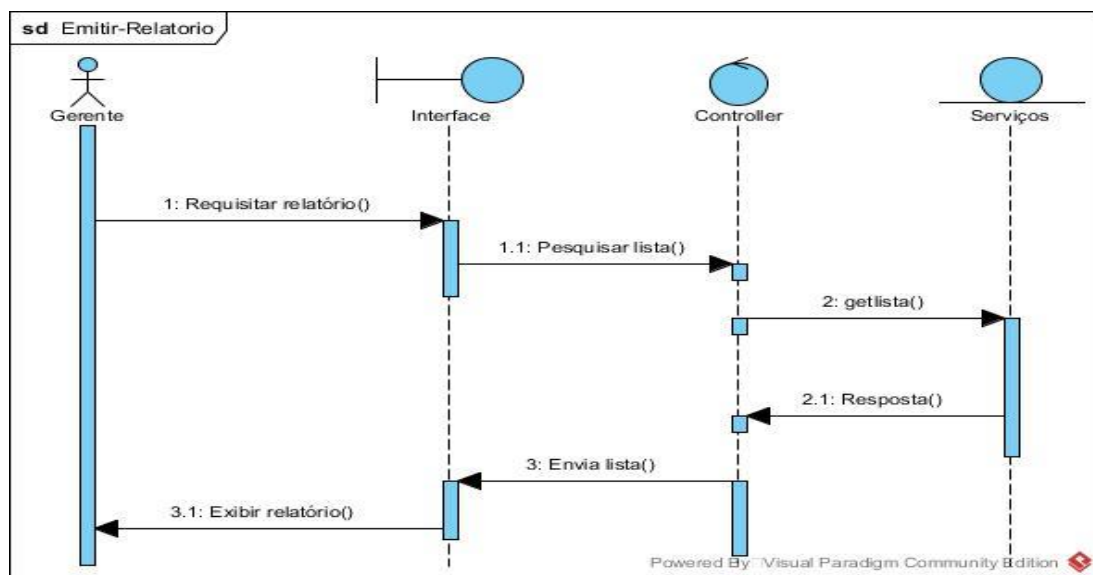 sd Emitir-Relatorio
Gerente
Interface
Controller
Serviços
1: Requisitar relatório()
1.1: Pesquisar lista()
2: getlista()
2.1: Resposta()
3: Envia lista()
3.1: Exibir relatório()
Powered By Visual Paradigm Community Edition